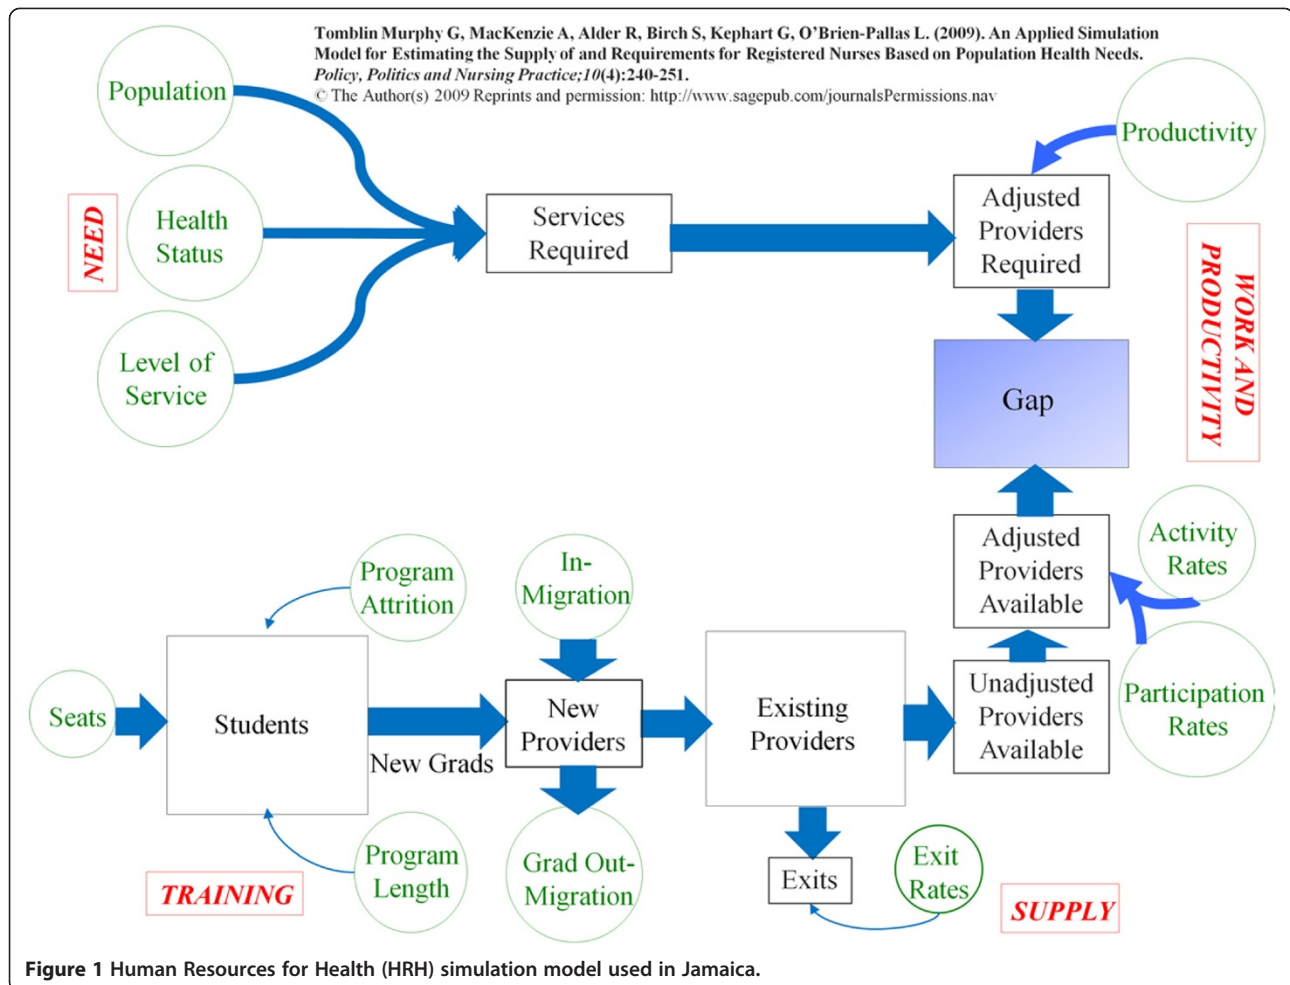 Tomblin Murphy G, MacKenzie A, Alder R, Birch S, Kephart G, O'Brien-Pallas L. (2009). An Applied Simulation
Model for Estimating the Supply of and Requirements for Registered Nurses Based on Population Health Needs.
Policy, Politics and Nursing Practice;10(4):240-251.
© The Author(s) 2009 Reprints and permission: http://www.sagepub.com/journalsPermissions.nav
Population
Health
Status
Level of
Service
NEED
Services
Required
Adjusted
Providers
Required
Productivity
WORK AND
PRODUCTIVITY
Gap
Adjusted
Providers
Available
Activity
Rates
Participation
Rates
Unadjusted
Providers
Available
Program
Attrition
In-
Migration
Seats
Students
New Grads
New
Providers
Existing
Providers
Program
Length
Grad Out-
Migration
Exits
Exit
Rates
TRAINING
SUPPLY
Figure 1 Human Resources for Health (HRH) simulation model used in Jamaica.